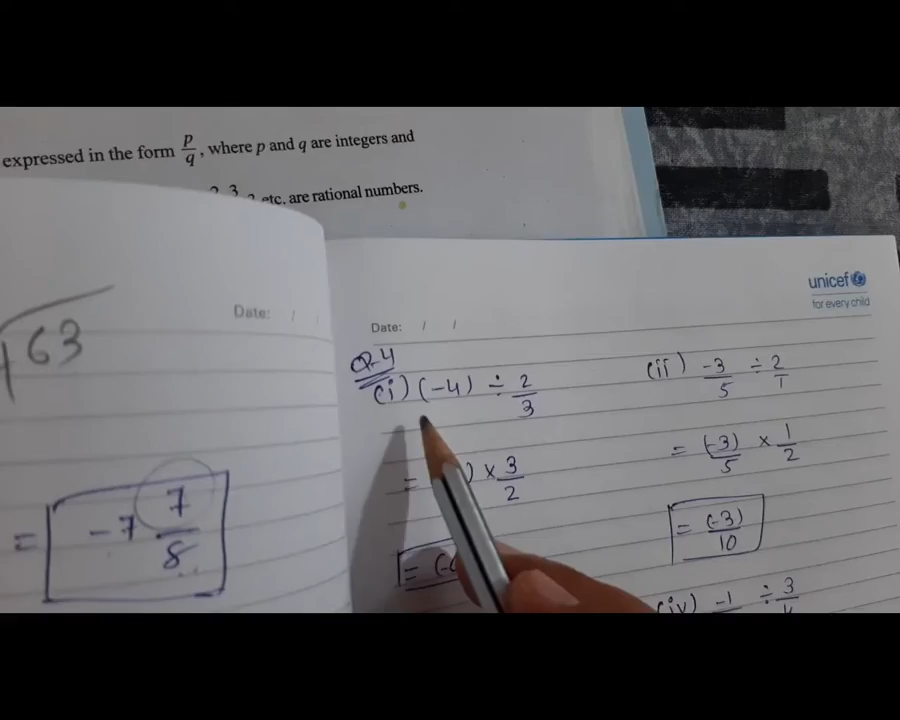 expressed in the form p/q, where p and q are integers and
etc. are rational numbers.
unicef
for every child
Date: / /
63
= -7 7/8
Date: / /
Q-4
(i) (-4) ÷ 2/3
= ) × 3/2
= (-
(ii) -3/5 ÷ 2/1
= (-3)/5 × 1/2
= (-3)/10
(iv) -1 ÷ 3